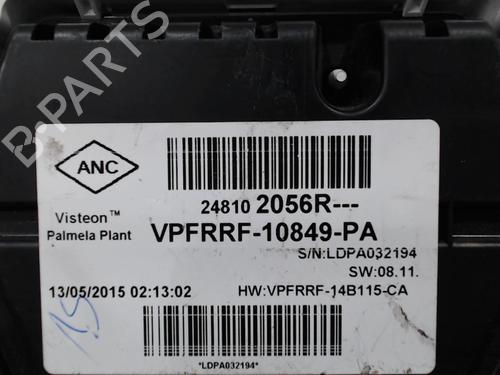 ANC
24810 2056R---
Visteon™
Palmela Plant
VPFRRF-10849-PA
S/N:LDPA032194
SW:08.11.
13/05/2015 02:13:02
HW:VPFRRF-14B115-CA
15
*LDPA032194*
B-PARTS